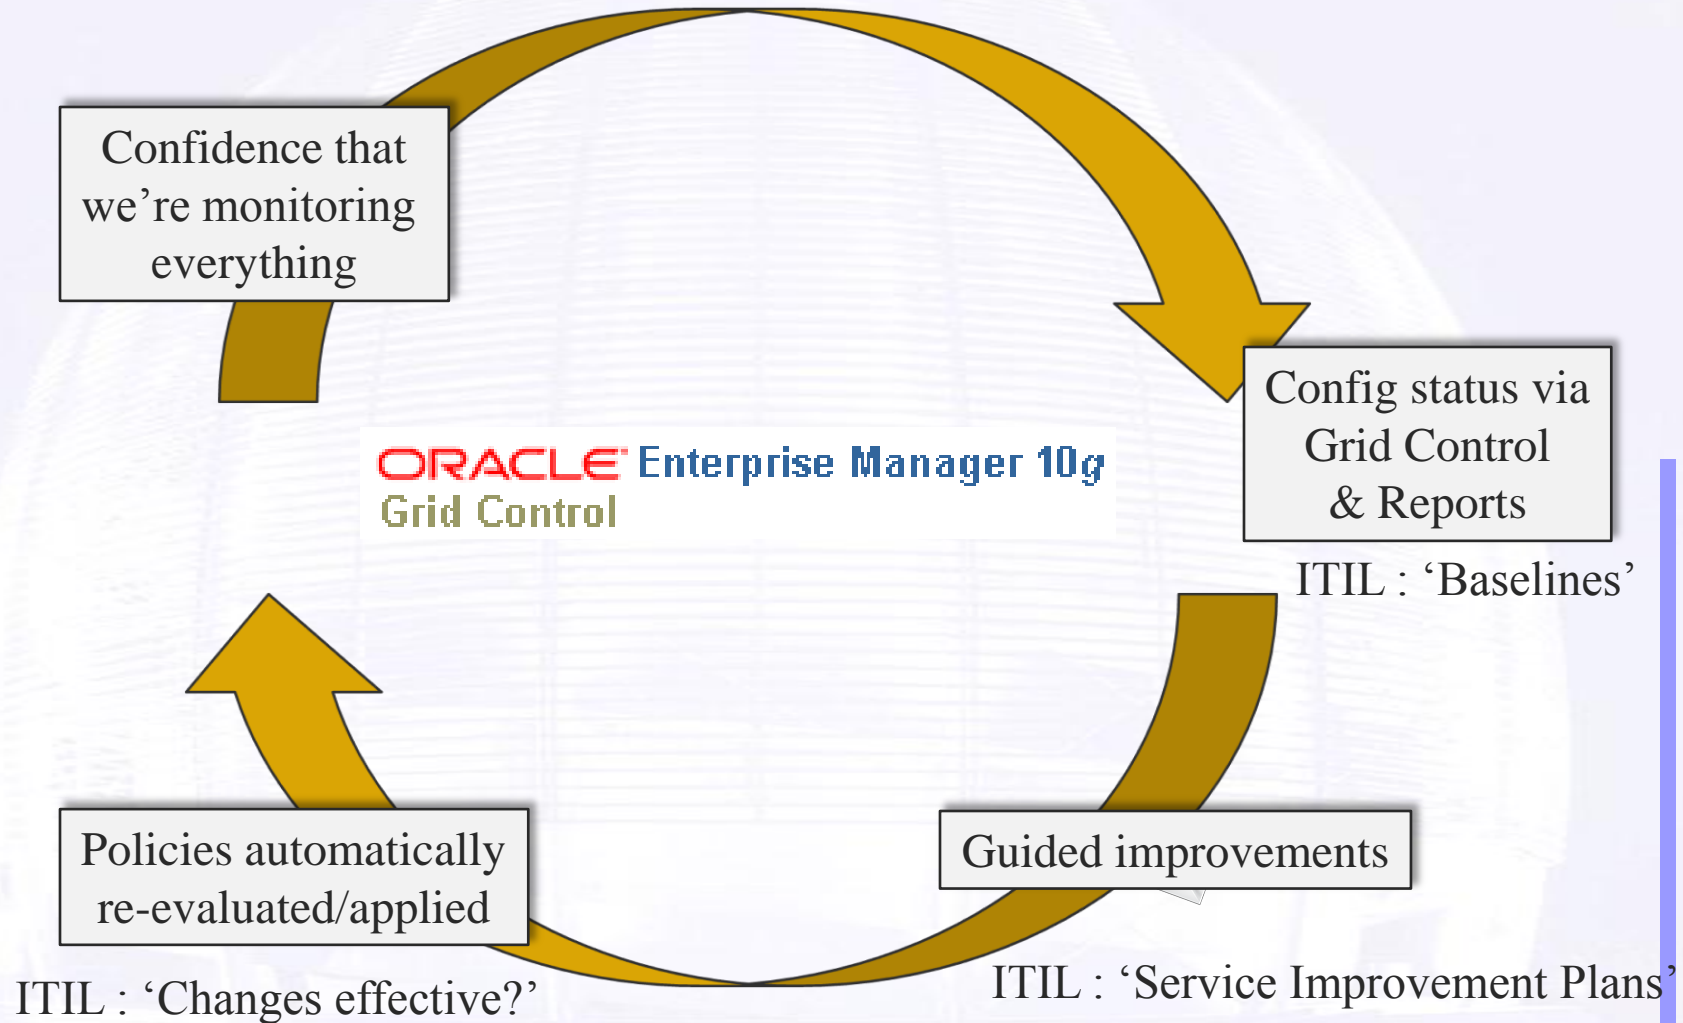 Confidence that
we’re monitoring
everything
Config status via
Grid Control
& Reports
ITIL : ‘Baselines’
ORACLE Enterprise Manager 10g
Grid Control
Policies automatically
re-evaluated/applied
ITIL : ‘Changes effective?’
Guided improvements
ITIL : ‘Service Improvement Plans’